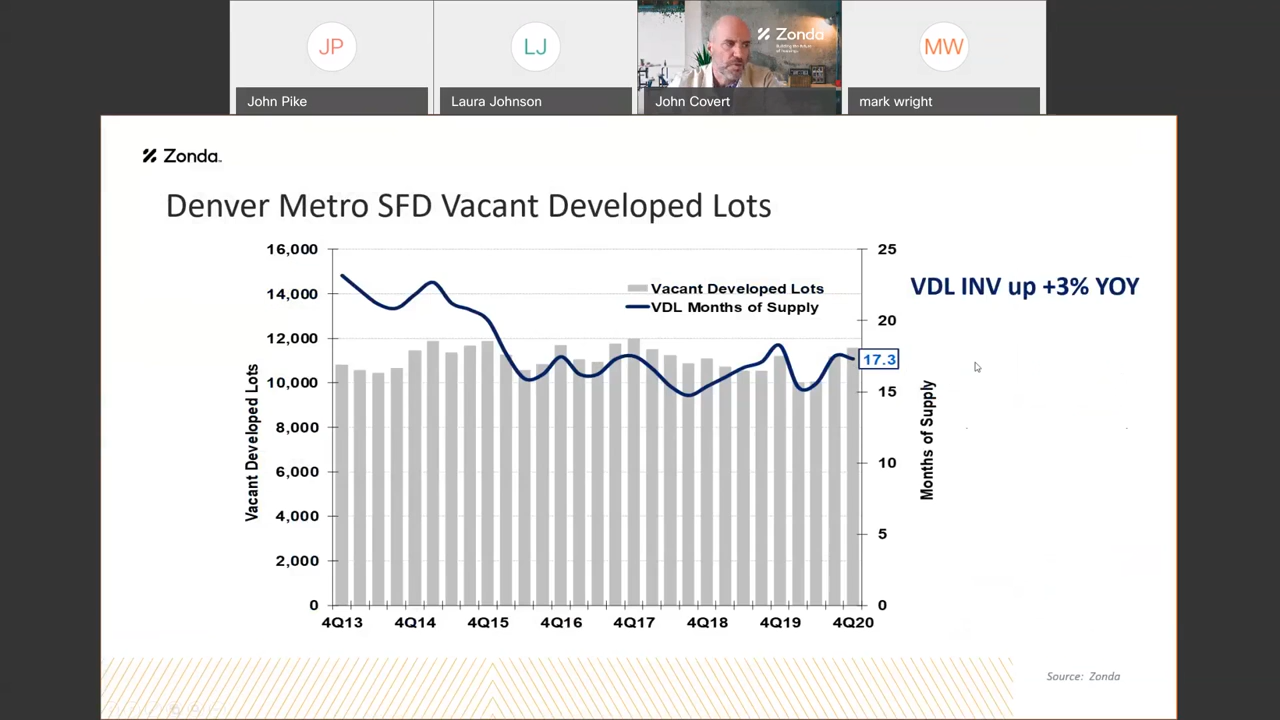 JP
LJ
Zonda
MW
John Pike
Laura Johnson
John Covert
mark wright
Zonda
Denver Metro SFD Vacant Developed Lots
VDL INV up +3% YOY
Vacant Developed Lots
VDL Months of Supply
16,000
14,000
12,000
10,000
8,000
6,000
4,000
2,000
0
25
20
15
10
5
0
17.3
Vacant Developed Lots
Months of Supply
4Q13 4Q14 4Q15 4Q16 4Q17 4Q18 4Q19 4Q20
Source: Zonda